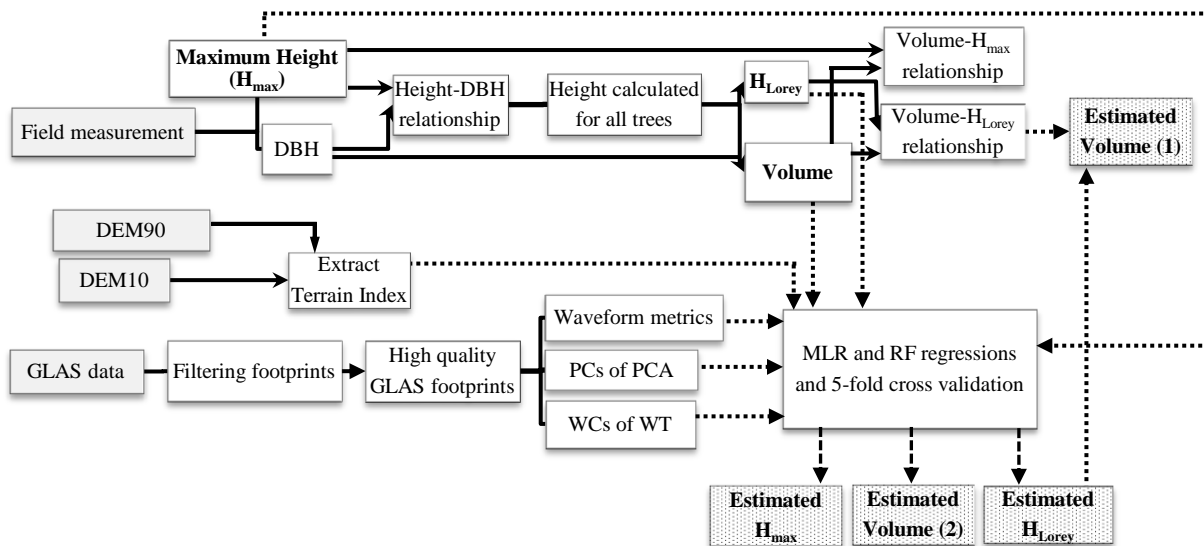 Maximum Height
(Hmax)
Volume-Hmax
relationship
Height-DBH
relationship
Height calculated
for all trees
HLorey
Field measurement
DBH
Volume-HLorey
relationship
Estimated
Volume (1)
Volume
DEM90
DEM10
Extract
Terrain Index
Waveform metrics
GLAS data
Filtering footprints
High quality
GLAS footprints
PCs of PCA
WCs of WT
MLR and RF regressions
and 5-fold cross validation
Estimated
Hmax
Estimated
Volume (2)
Estimated
HLorey